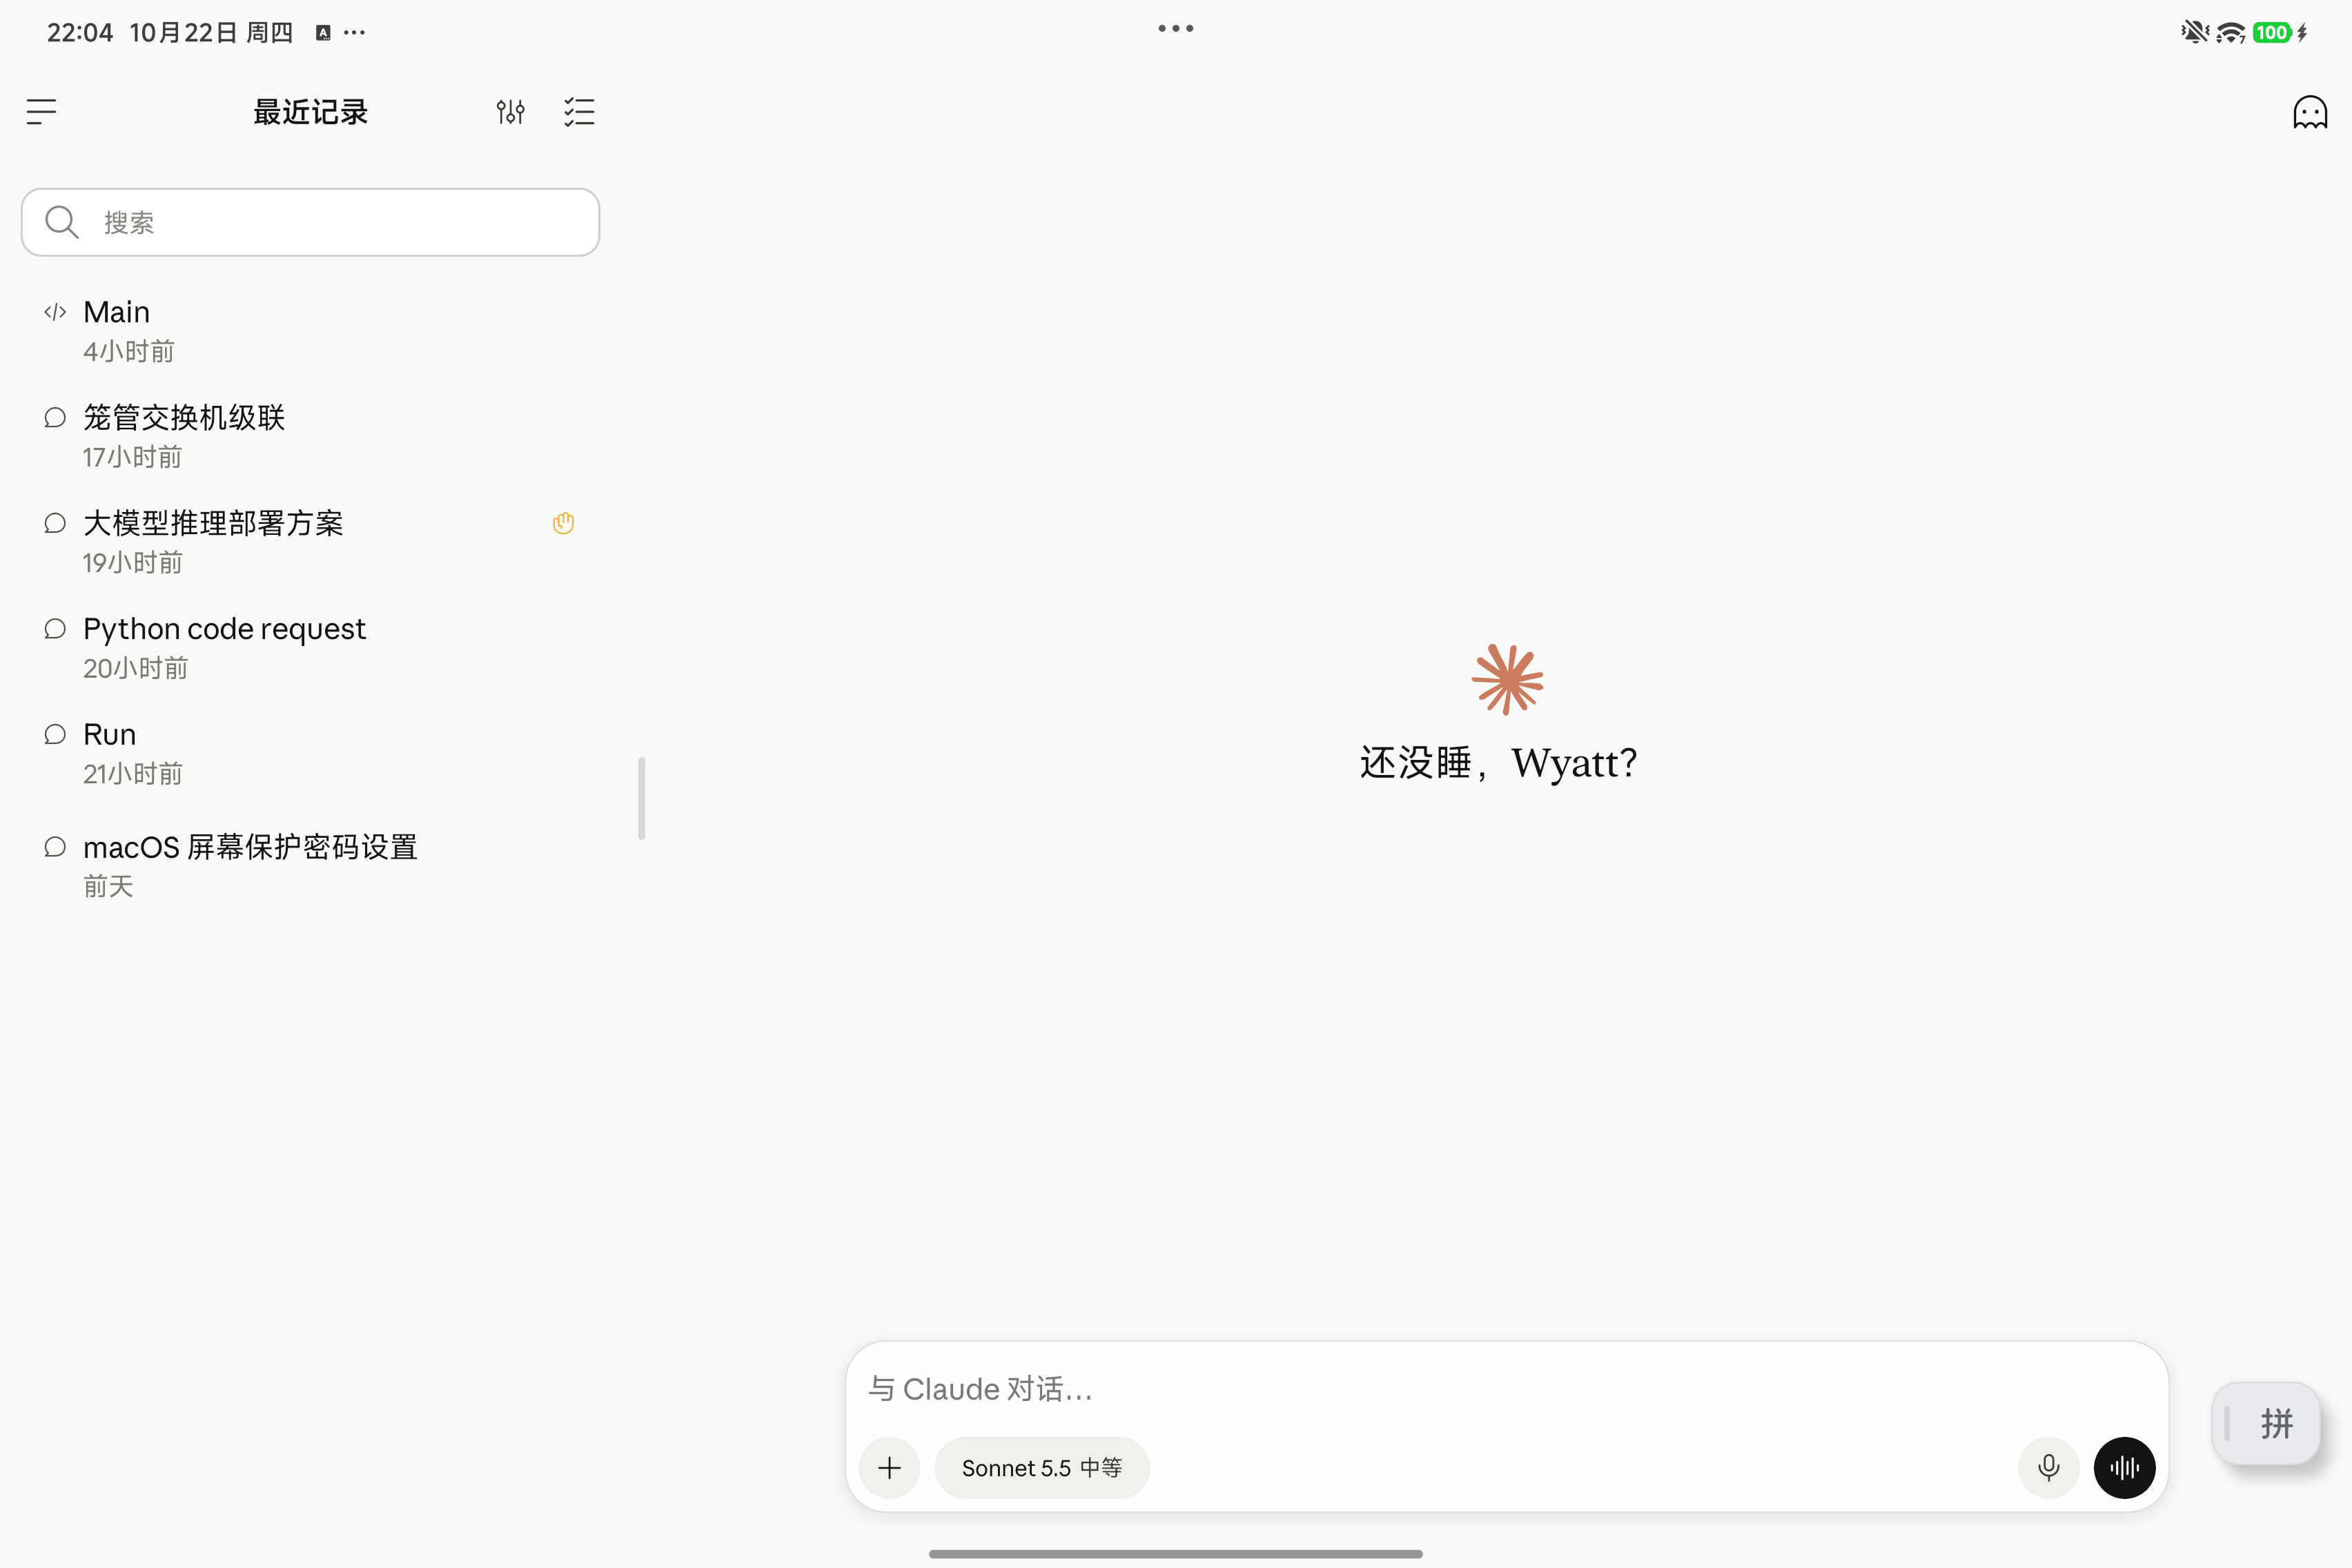 22:04 10月22日 周四
100
最近记录
搜索
Main
4小时前
笼管交换机级联
17小时前
大模型推理部署方案
19小时前
Python code request
20小时前
Run
21小时前
macOS 屏幕保护密码设置
前天
还没睡，Wyatt？
与 Claude 对话…
Sonnet 5.5 中等
拼